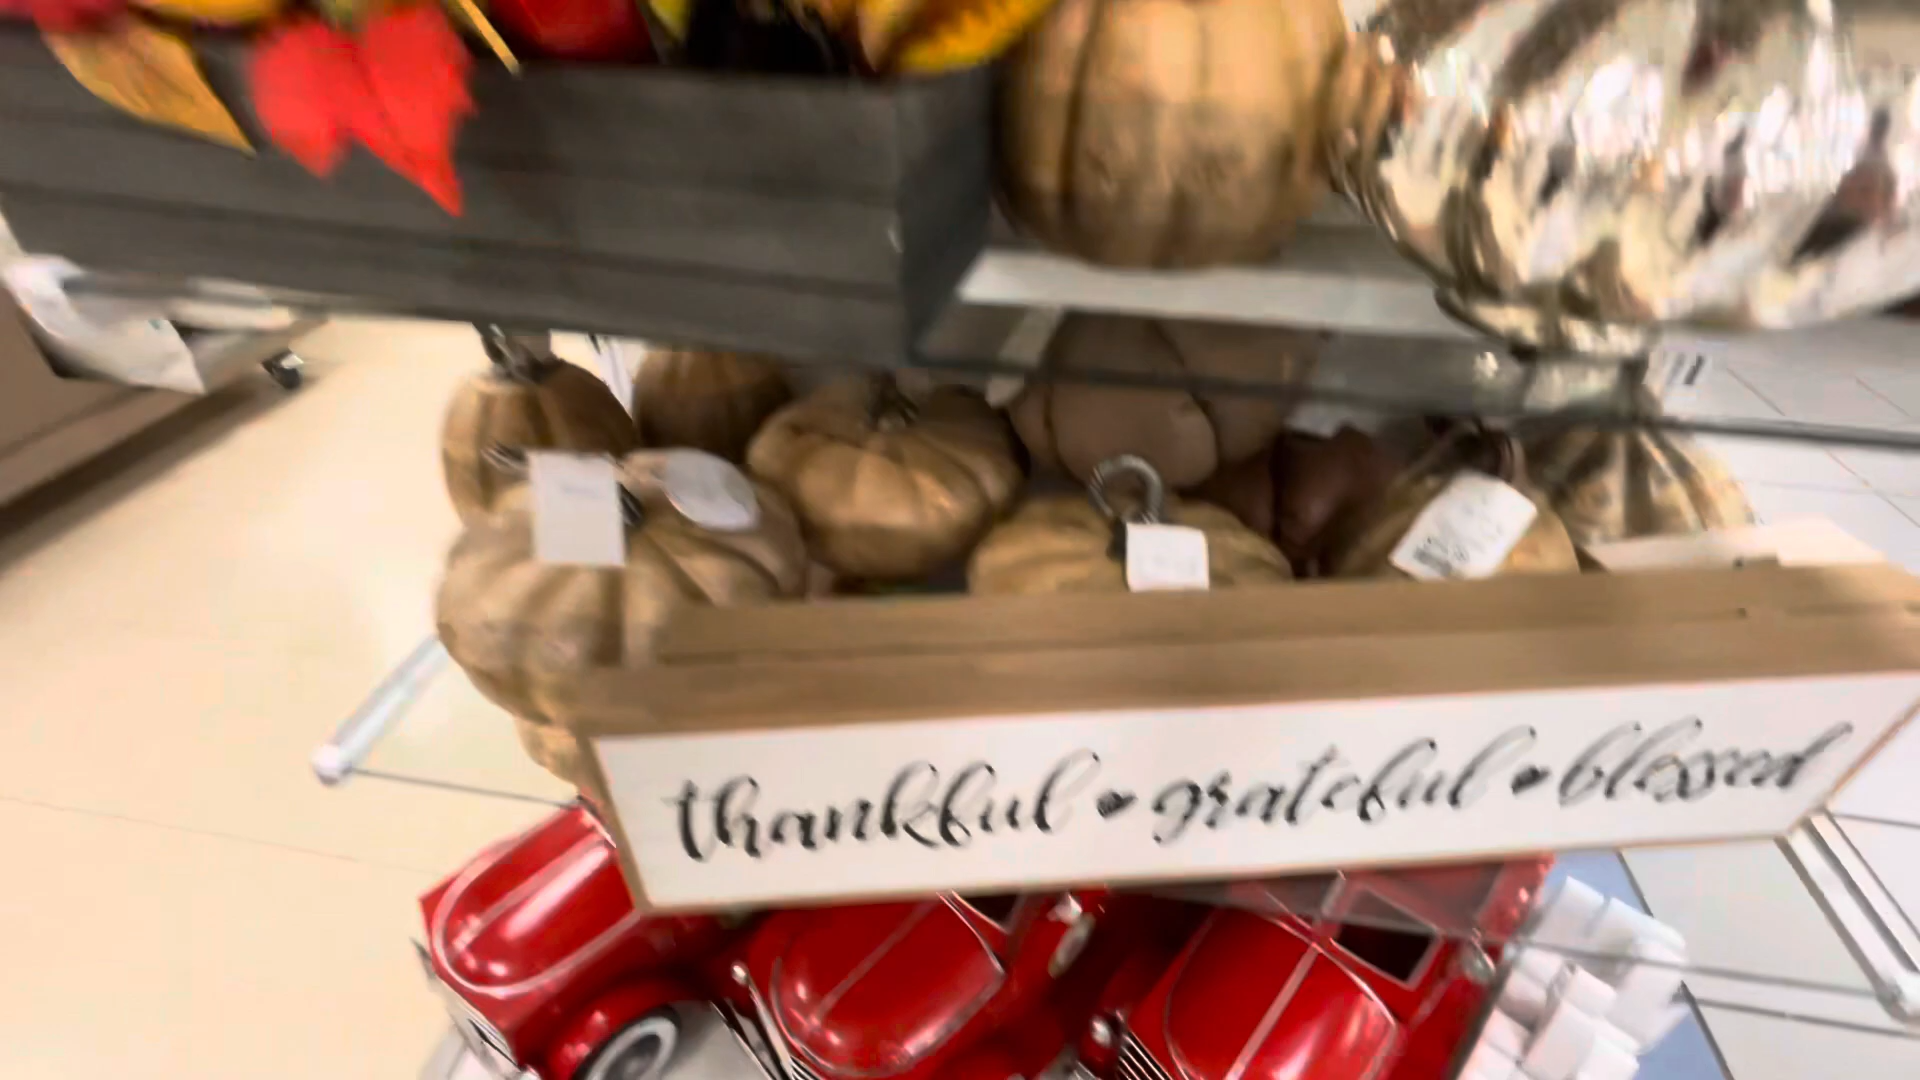 thankful • grateful • blessed